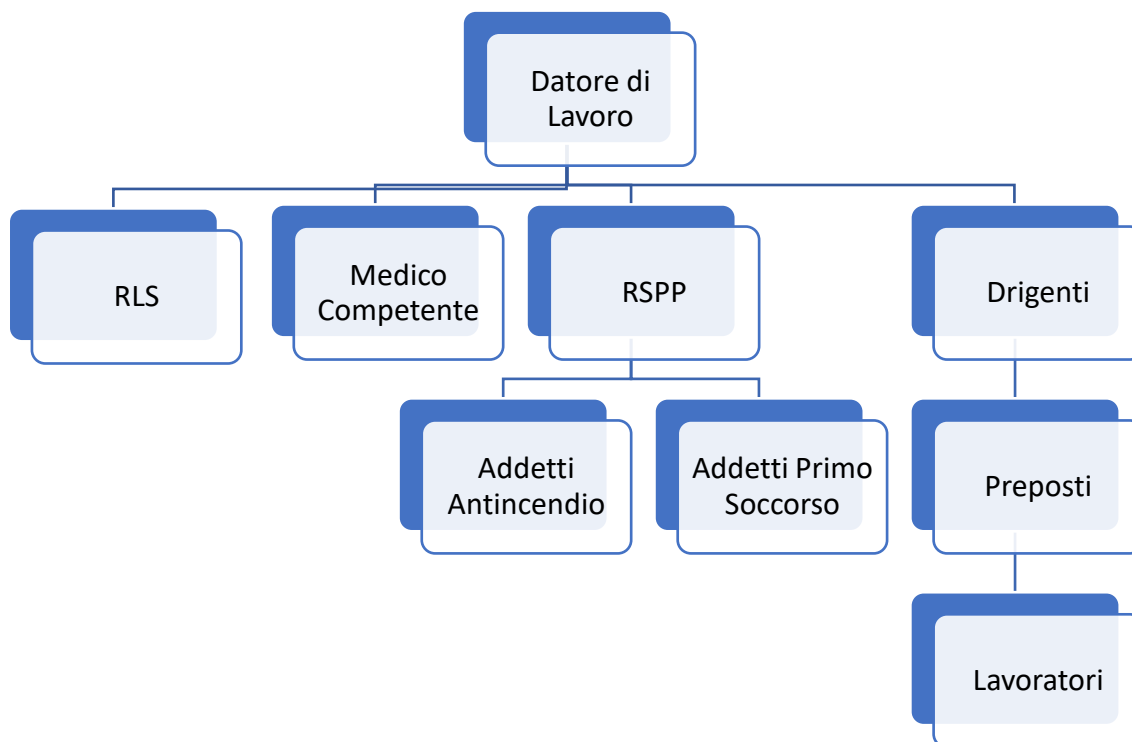 Datore di
Lavoro
RLS
Medico
Competente
RSPP
Drigenti
Addetti
Antincendio
Addetti Primo
Soccorso
Preposti
Lavoratori